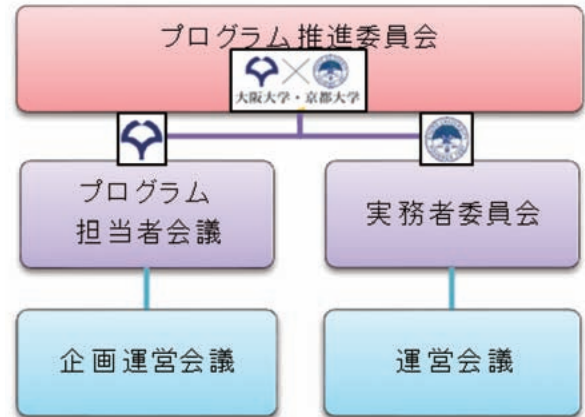 プログラム推進委員会
大阪大学・京都大学
プログラム
担当者会議
実務者委員会
企画運営会議
運営会議